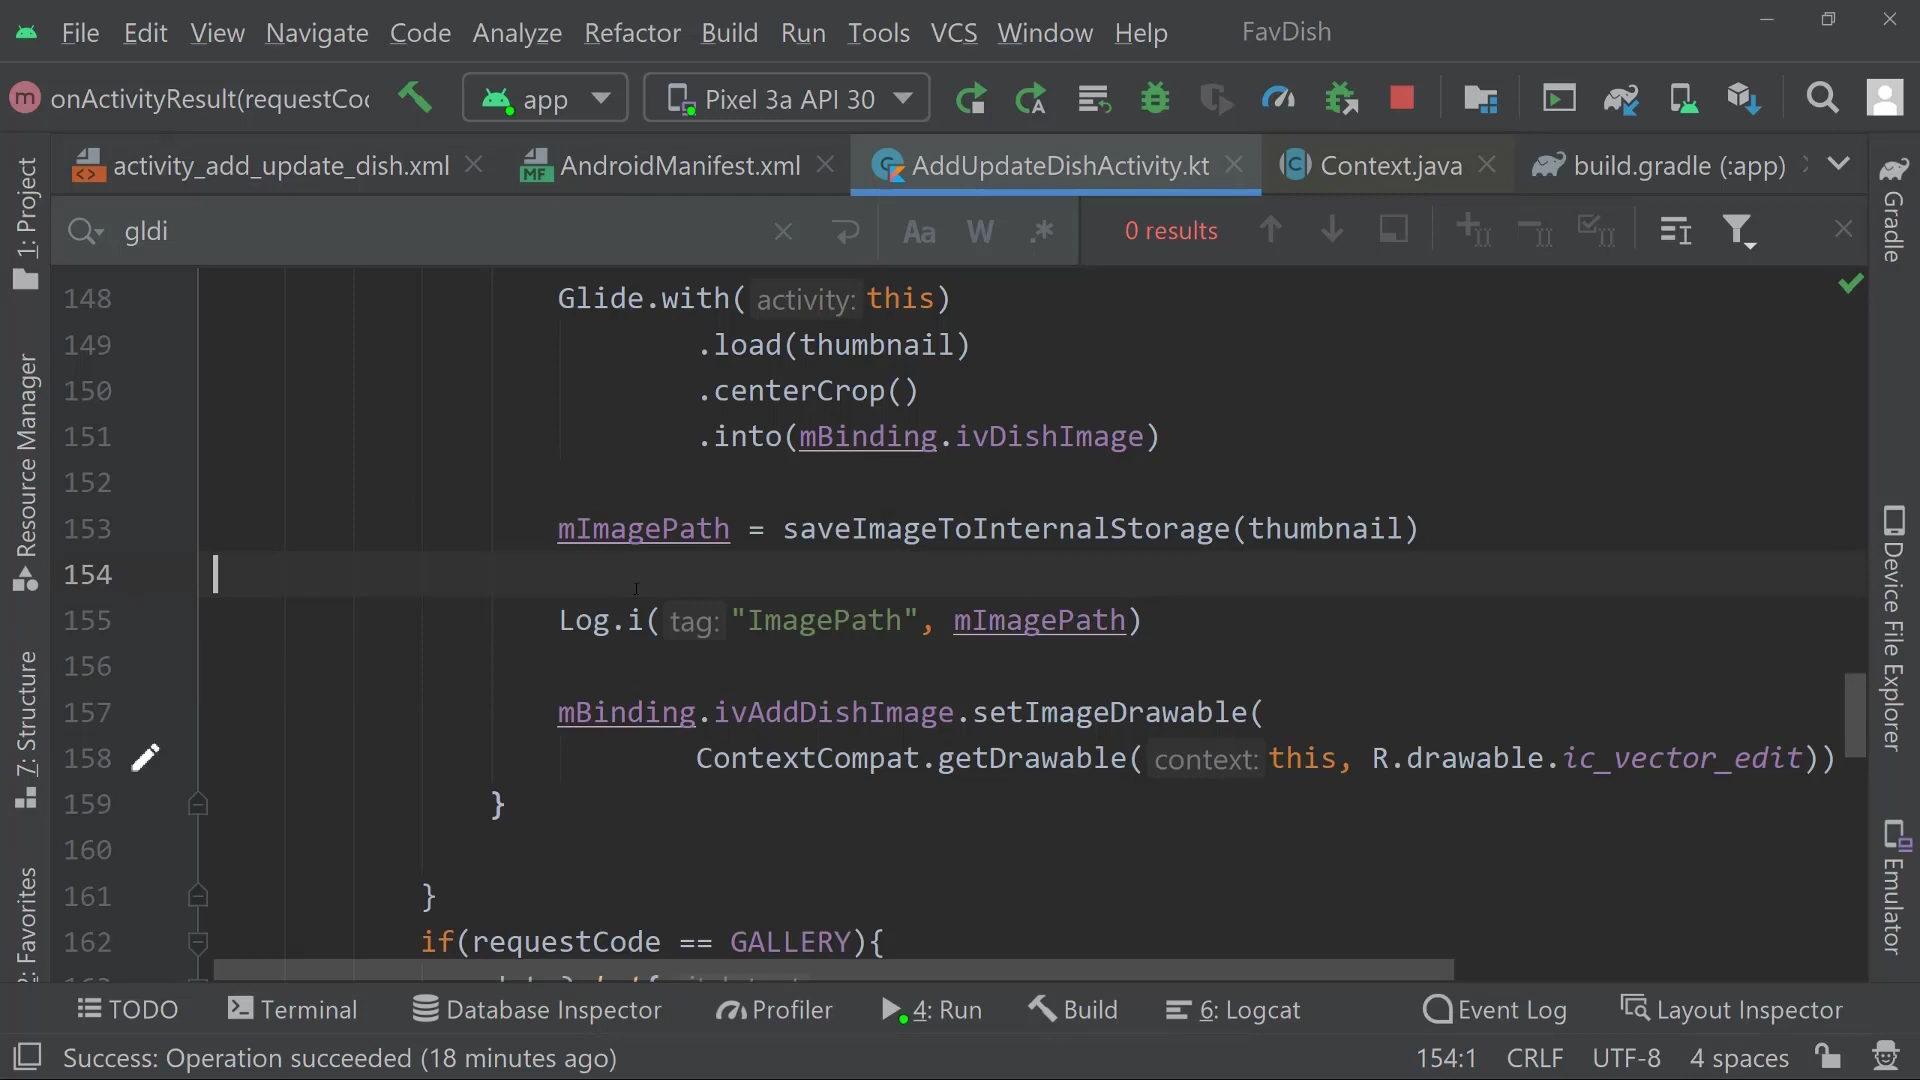 File Edit View Navigate Code Analyze Refactor Build Run Tools VCS Window Help FavDish
m onActivityResult(requestCo app Pixel 3a API 30
activity_add_update_dish.xml AndroidManifest.xml AddUpdateDishActivity.kt Context.java build.gradle (:app)
gldi Aa W .* 0 results
148 Glide.with( activity: this)
149 .load(thumbnail)
150 .centerCrop()
151 .into(mBinding.ivDishImage)
152
153 mImagePath = saveImageToInternalStorage(thumbnail)
154
155 Log.i( tag: "ImagePath", mImagePath)
156
157 mBinding.ivAddDishImage.setImageDrawable(
158 ContextCompat.getDrawable( context: this, R.drawable.ic_vector_edit))
159 }
160
161 }
162 if(requestCode == GALLERY){
1: Project
Resource Manager
7: Structure
2: Favorites
Gradle
Device File Explorer
Emulator
TODO Terminal Database Inspector Profiler 4: Run Build 6: Logcat Event Log Layout Inspector
Success: Operation succeeded (18 minutes ago) 154:1 CRLF UTF-8 4 spaces